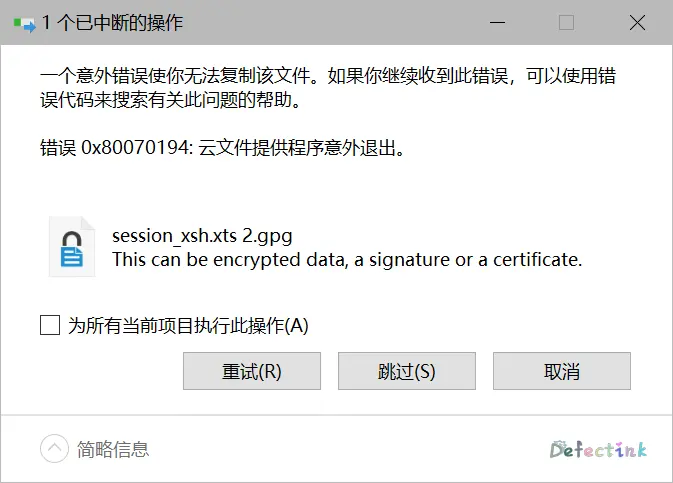 1 个已中断的操作
一个意外错误使你无法复制该文件。如果你继续收到此错误，可以使用错
误代码来搜索有关此问题的帮助。
错误 0x80070194: 云文件提供程序意外退出。
session_xsh.xts 2.gpg
This can be encrypted data, a signature or a certificate.
为所有当前项目执行此操作(A)
重试(R)
跳过(S)
取消
简略信息
Defectink